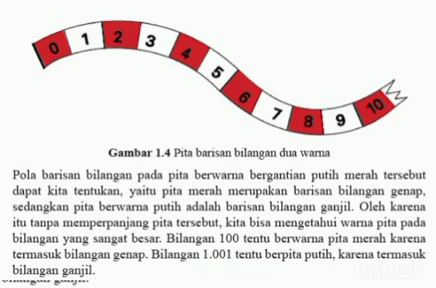 0 1 2 3 4 5 6 7 8 9 10
Gambar 1.4 Pita barisan bilangan dua warna
Pola barisan bilangan pada pita berwarna bergantian putih merah tersebut
dapat kita tentukan, yaitu pita merah merupakan barisan bilangan genap,
sedangkan pita berwarna putih adalah barisan bilangan ganjil. Oleh karena
itu tanpa memperpanjang pita tersebut, kita bisa mengetahui warna pita pada
bilangan yang sangat besar. Bilangan 100 tentu berwarna pita merah karena
termasuk bilangan genap. Bilangan 1.001 tentu berpita putih, karena termasuk
bilangan ganjil.
InShOt